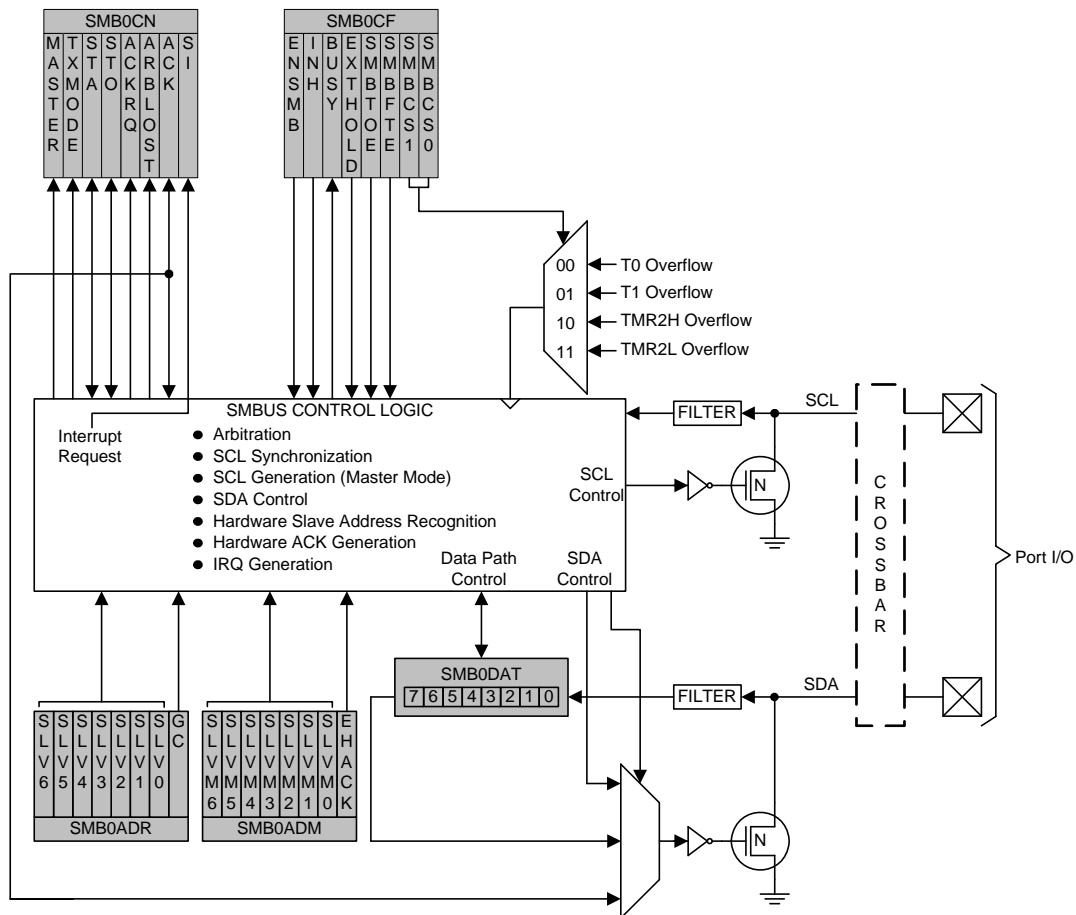 SMB0CN
MASTER
TXMODE
STA
STO
ACKRQ
ARBLOST
ACK
SI
SMB0CF
ENSMB
INH
BUSY
EXTHOLD
SMBTOE
SMBFTE
SMBCS1
SMBCS0
00 T0 Overflow
01 T1 Overflow
10 TMR2H Overflow
11 TMR2L Overflow
SMBUS CONTROL LOGIC
Interrupt
Request
● Arbitration
● SCL Synchronization
● SCL Generation (Master Mode)
● SDA Control
● Hardware Slave Address Recognition
● Hardware ACK Generation
● IRQ Generation
Data Path
Control
SCL
Control
SDA
Control
FILTER
SCL
N
CROSSBAR
Port I/O
SMB0DAT
7 6 5 4 3 2 1 0
FILTER
SDA
N
SLV6
SLV5
SLV4
SLV3
SLV2
SLV1
SLV0
GC
SMB0ADR
SLVM6
SLVM5
SLVM4
SLVM3
SLVM2
SLVM1
SLVM0
EHACK
SMB0ADM